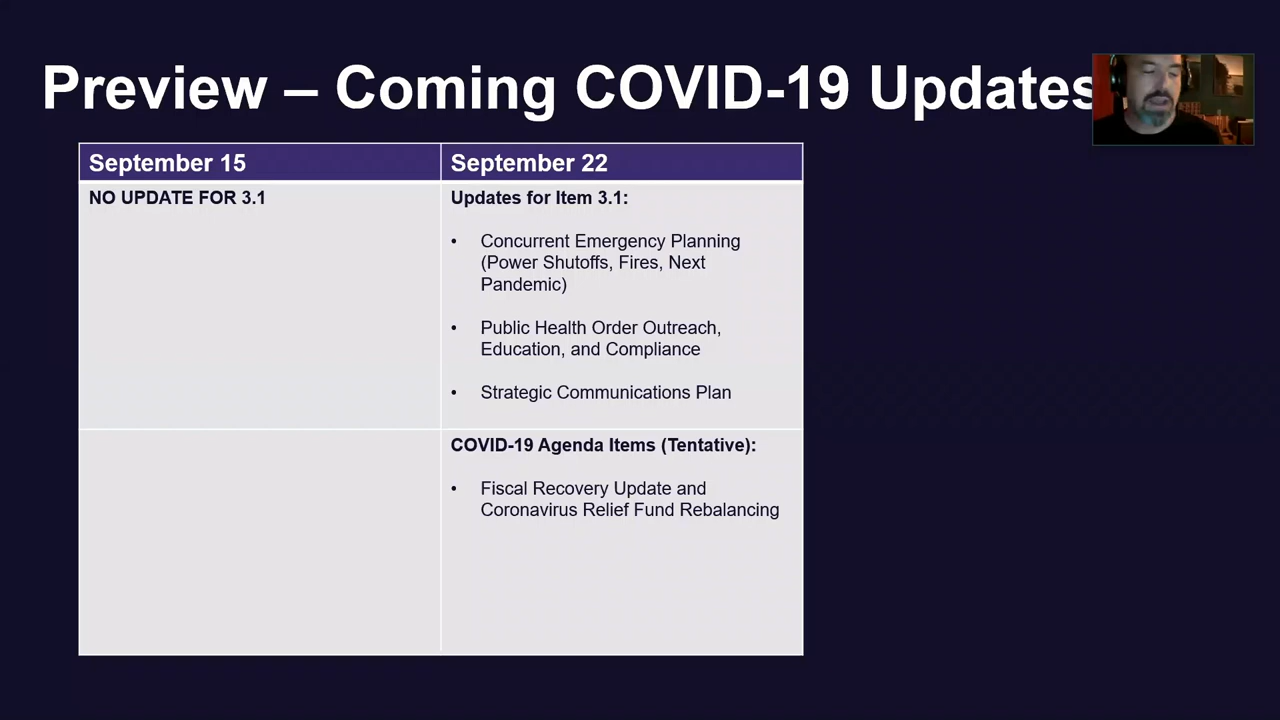 Preview – Coming COVID-19 Updates
September 15
September 22
NO UPDATE FOR 3.1
Updates for Item 3.1:
• Concurrent Emergency Planning
(Power Shutoffs, Fires, Next
Pandemic)
• Public Health Order Outreach,
Education, and Compliance
• Strategic Communications Plan
COVID-19 Agenda Items (Tentative):
• Fiscal Recovery Update and
Coronavirus Relief Fund Rebalancing